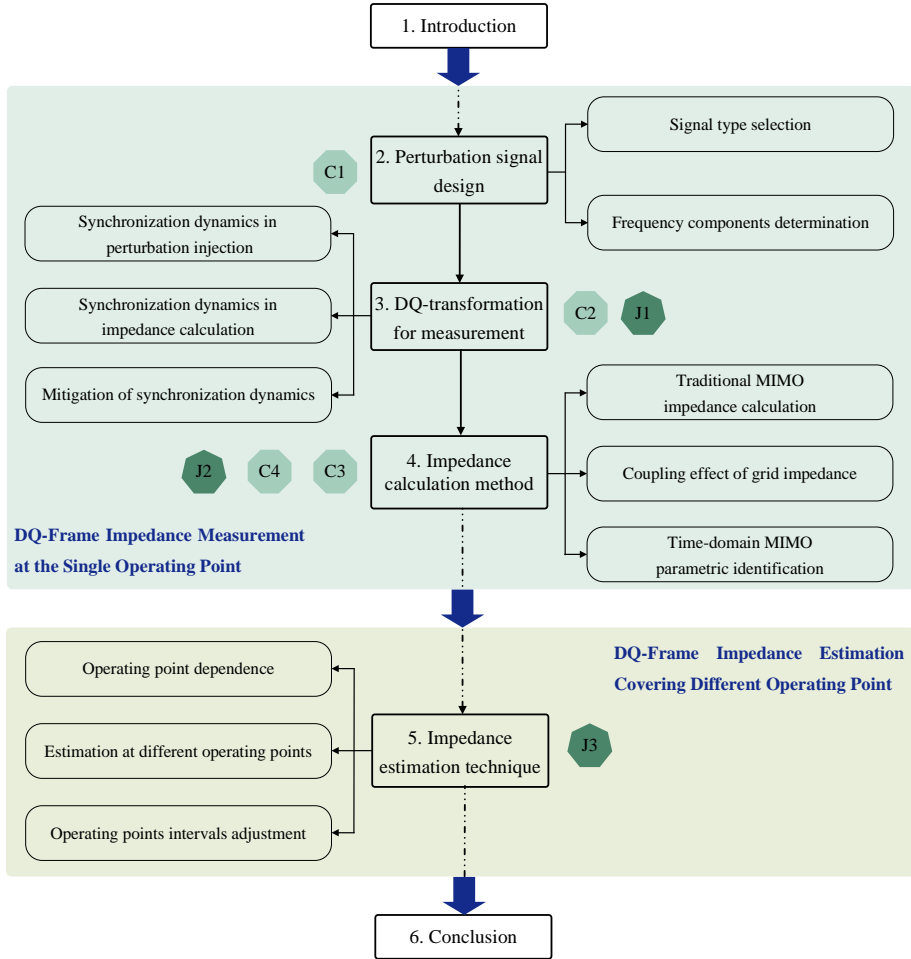 1. Introduction
C1
2. Perturbation signal
design
Signal type selection
Frequency components determination
Synchronization dynamics in
perturbation injection
Synchronization dynamics in
impedance calculation
Mitigation of synchronization dynamics
3. DQ-transformation
for measurement
C2
J1
J2
C4
C3
4. Impedance
calculation method
Traditional MIMO
impedance calculation
Coupling effect of grid impedance
Time-domain MIMO
parametric identification
DQ-Frame Impedance Measurement
at the Single Operating Point
DQ-Frame Impedance Estimation
Covering Different Operating Point
Operating point dependence
Estimation at different operating points
Operating points intervals adjustment
5. Impedance
estimation technique
J3
6. Conclusion